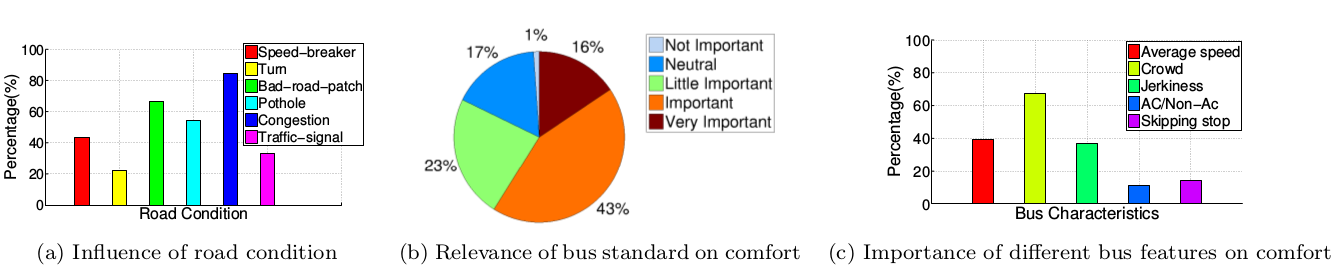 100
80
60
40
20
0
Percentage(%)
Speed-breaker
Turn
Bad-road-patch
Pothole
Congestion
Traffic-signal
Road Condition
(a) Influence of road condition
1%
17%
16%
23%
43%
Not Important
Neutral
Little Important
Important
Very Important
(b) Relevance of bus standard on comfort
100
80
60
40
20
0
Percentage(%)
Average speed
Crowd
Jerkiness
AC/Non-Ac
Skipping stop
Bus Characteristics
(c) Importance of different bus features on comfort